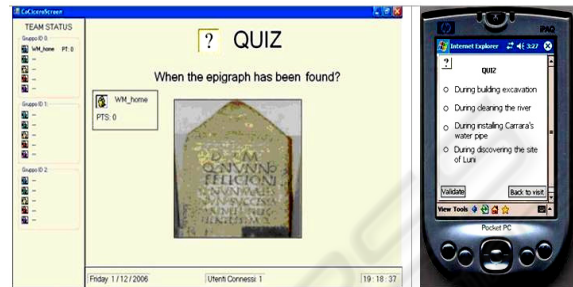 CoCiceroScreen
TEAM STATUS
Gruppo ID 0:
WM_home PT: 0
--
--
--
--
Gruppo ID 1:
--
--
--
--
--
Gruppo ID 2
--
--
--
--
--
? QUIZ
When the epigraph has been found?
WM_home
PTS: 0
Friday 1/12/2006
Utenti Connessi: 1
19:18:37
hp
iPAQ
Internet Explorer
3:27
?
QUIZ
During building excavation
During cleaning the river
During installing Carrara's
water pipe
During discovering the site
of Luni
Validate
Back to visit
View Tools
Pocket PC